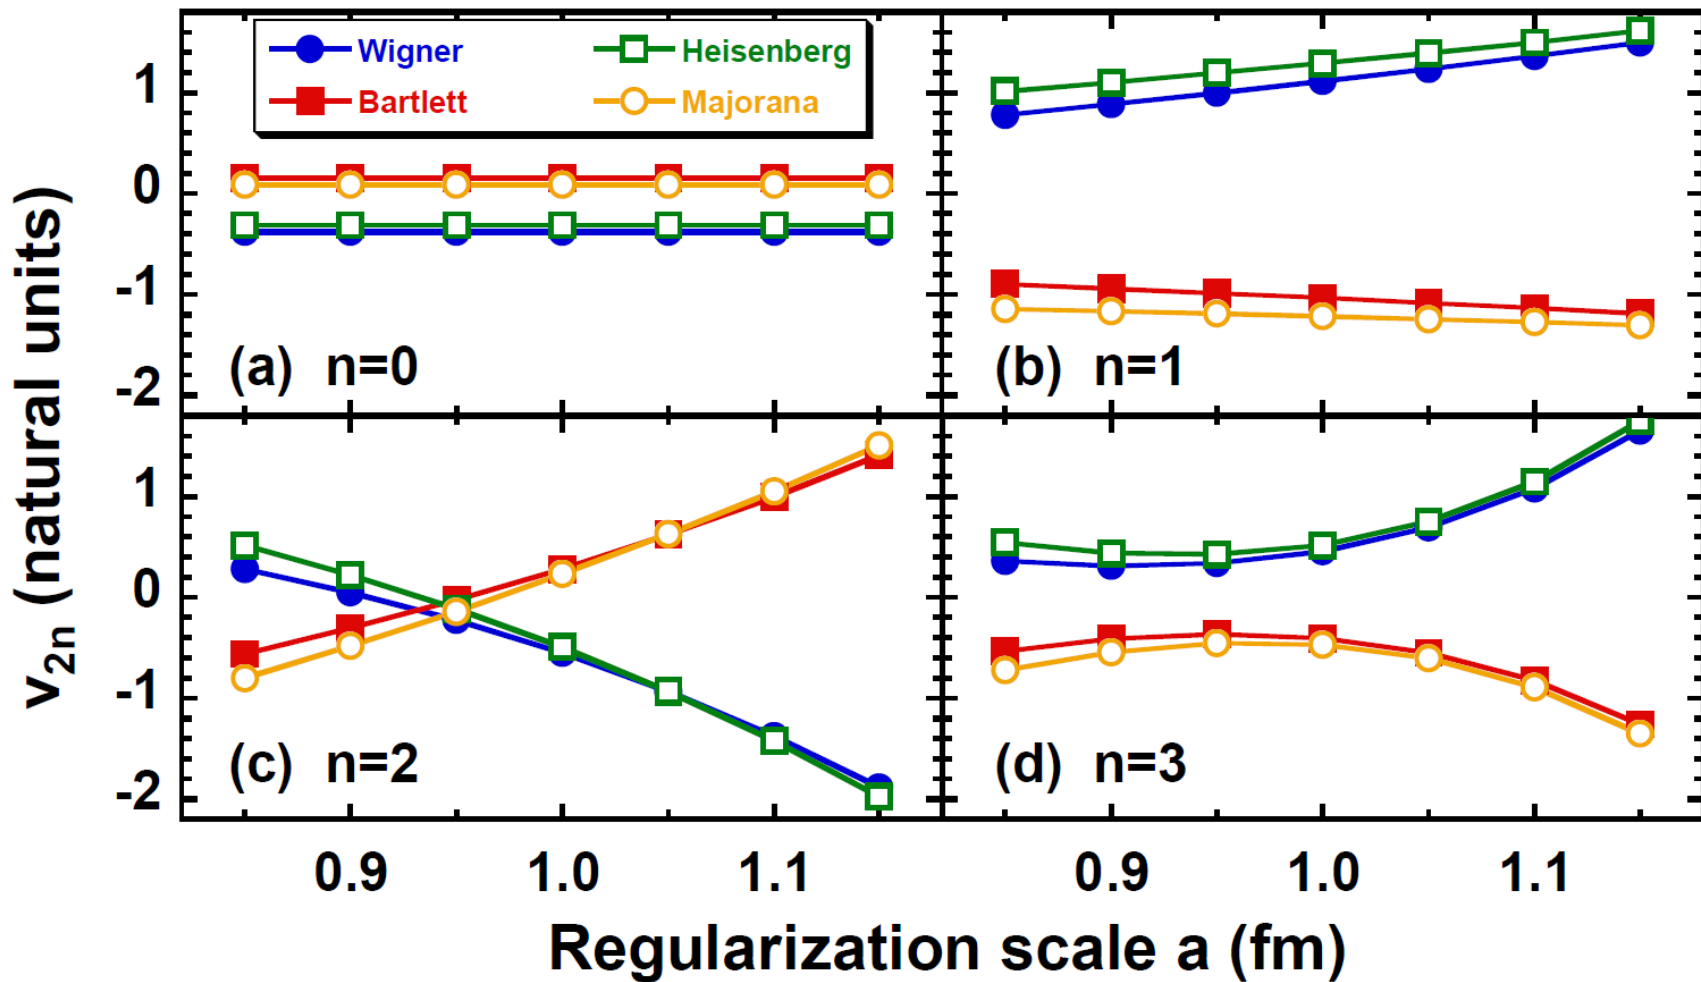 Wigner Heisenberg
Bartlett Majorana
1
0
-1
-2
(a) n=0
(b) n=1
1
0
-1
-2
(c) n=2
(d) n=3
0.9 1.0 1.1 0.9 1.0 1.1
Regularization scale a (fm)
v2n (natural units)